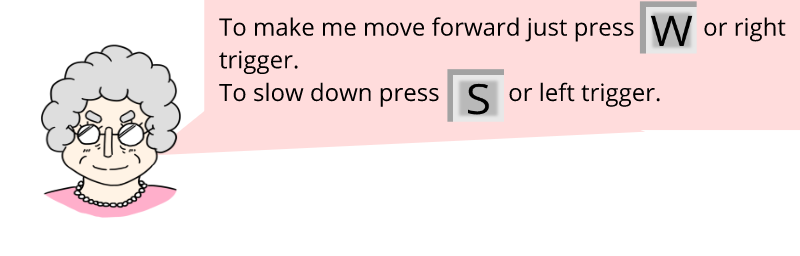 To make me move forward just press W or right
trigger.
To slow down press S or left trigger.